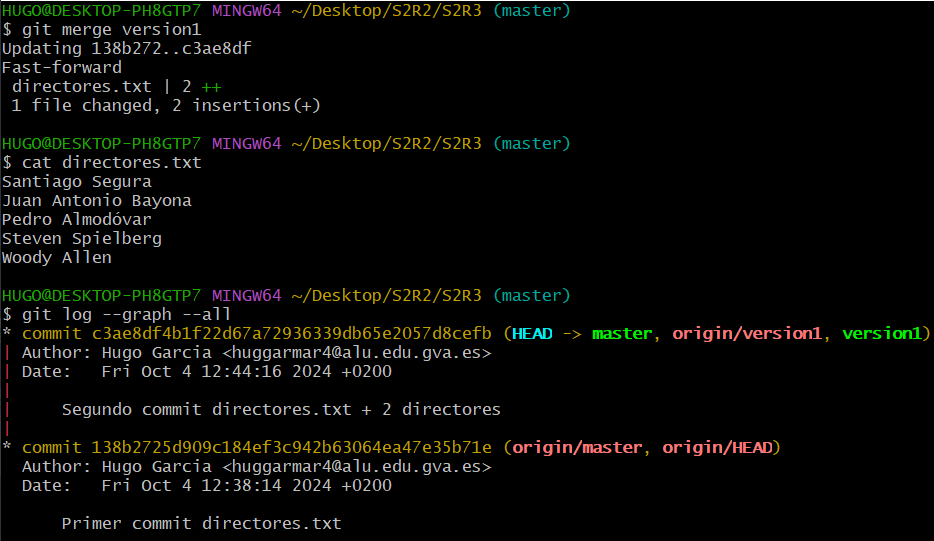 HUGO@DESKTOP-PH8GTP7 MINGW64 ~/Desktop/S2R2/S2R3 (master)
$ git merge version1
Updating 138b272..c3ae8df
Fast-forward
 directores.txt | 2 ++
 1 file changed, 2 insertions(+)
HUGO@DESKTOP-PH8GTP7 MINGW64 ~/Desktop/S2R2/S2R3 (master)
$ cat directores.txt
Santiago Segura
Juan Antonio Bayona
Pedro Almodóvar
Steven Spielberg
Woody Allen
HUGO@DESKTOP-PH8GTP7 MINGW64 ~/Desktop/S2R2/S2R3 (master)
$ git log --graph --all
* commit c3ae8df4b1f22d67a72936339db65e2057d8cefb (HEAD -> master, origin/version1, version1)
| Author: Hugo Garcia <huggarmar4@alu.edu.gva.es>
| Date:   Fri Oct 4 12:44:16 2024 +0200
|
|     Segundo commit directores.txt + 2 directores
|
* commit 138b2725d909c184ef3c942b63064ea47e35b71e (origin/master, origin/HEAD)
  Author: Hugo Garcia <huggarmar4@alu.edu.gva.es>
  Date:   Fri Oct 4 12:38:14 2024 +0200
      Primer commit directores.txt